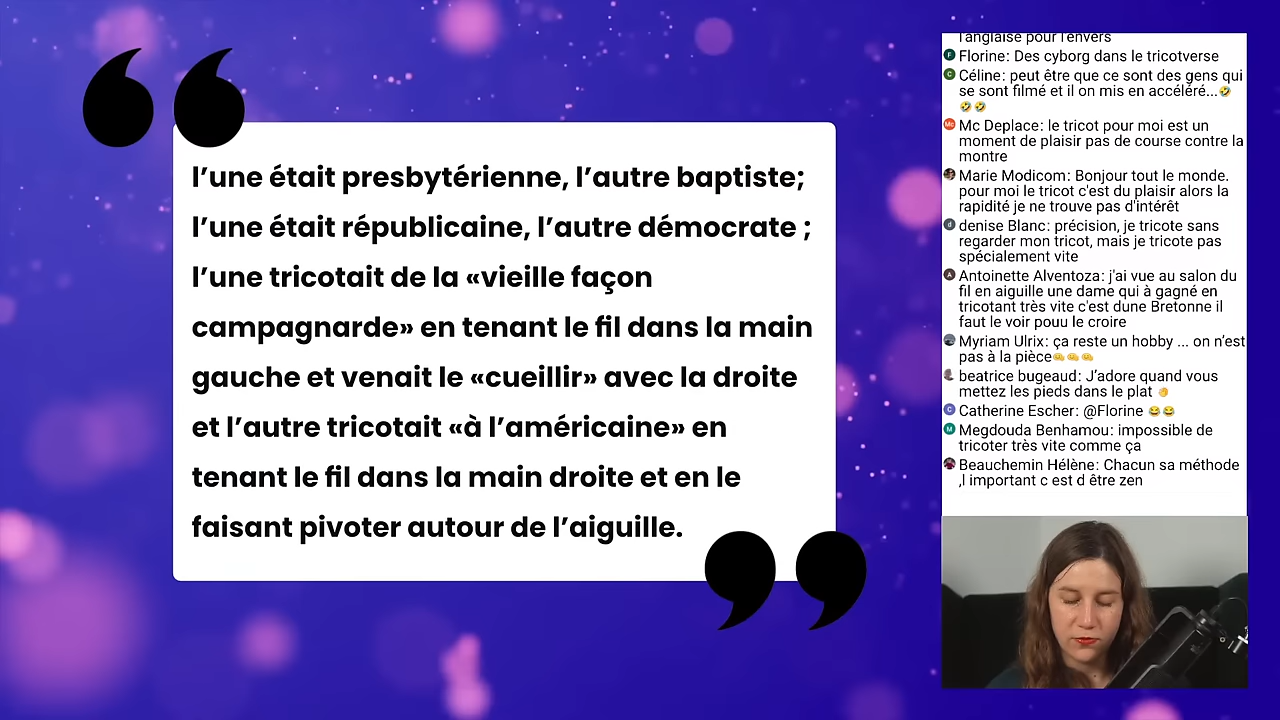 l’une était presbytérienne, l’autre baptiste;
l’une était républicaine, l’autre démocrate ;
l’une tricotait de la «vieille façon
campagnarde» en tenant le fil dans la main
gauche et venait le «cueillir» avec la droite
et l’autre tricotait «à l’américaine» en
tenant le fil dans la main droite et en le
faisant pivoter autour de l’aiguille.
l'anglaise pour l'envers
F Florine: Des cyborg dans le tricotverse
C Céline: peut être que ce sont des gens qui
se sont filmé et il on mis en accéléré...🤣
🤣🤣
Mc Mc Deplace: le tricot pour moi est un
moment de plaisir pas de course contre la
montre
Marie Modicom: Bonjour tout le monde.
pour moi le tricot c'est du plaisir alors la
rapidité je ne trouve pas d'intérêt
d denise Blanc: précision, je tricote sans
regarder mon tricot, mais je tricote pas
spécialement vite
A Antoinette Alventoza: j'ai vue au salon du
fil en aiguille une dame qui à gagné en
tricotant très vite c'est dune Bretonne il
faut le voir pouu le croire
Myriam Ulrix: ça reste un hobby ... on n’est
pas à la pièce
beatrice bugeaud: J’adore quand vous
mettez les pieds dans le plat
C Catherine Escher: @Florine 😂😂
M Megdouda Benhamou: impossible de
tricoter très vite comme ça
Beauchemin Hélène: Chacun sa méthode
,l important c est d être zen